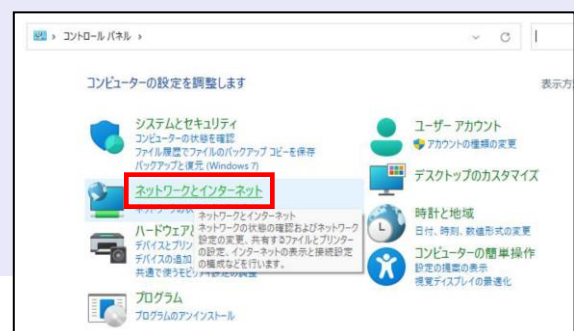 コントロール パネル
コンピューターの設定を調整します
表示方
システムとセキュリティ
コンピューターの状態を確認
ファイル履歴でファイルのバックアップ コピーを保存
バックアップと復元 (Windows 7)
ネットワークとインターネット
ネットワークとインターネット
ネットワークの状態の確認およびネットワーク
設定の変更、共有するファイルとプリンター
の設定、インターネットの表示と接続設定
の構成などを行います。
ハードウェアと
デバイスとプリン
デバイスの追加
共通で使うモビリティ設定の調整
プログラム
プログラムのアンインストール
ユーザー アカウント
アカウントの種類の変更
デスクトップのカスタマイズ
時計と地域
日付、時刻、数値形式の変更
コンピューターの簡単操作
設定の提案の表示
視覚ディスプレイの最適化